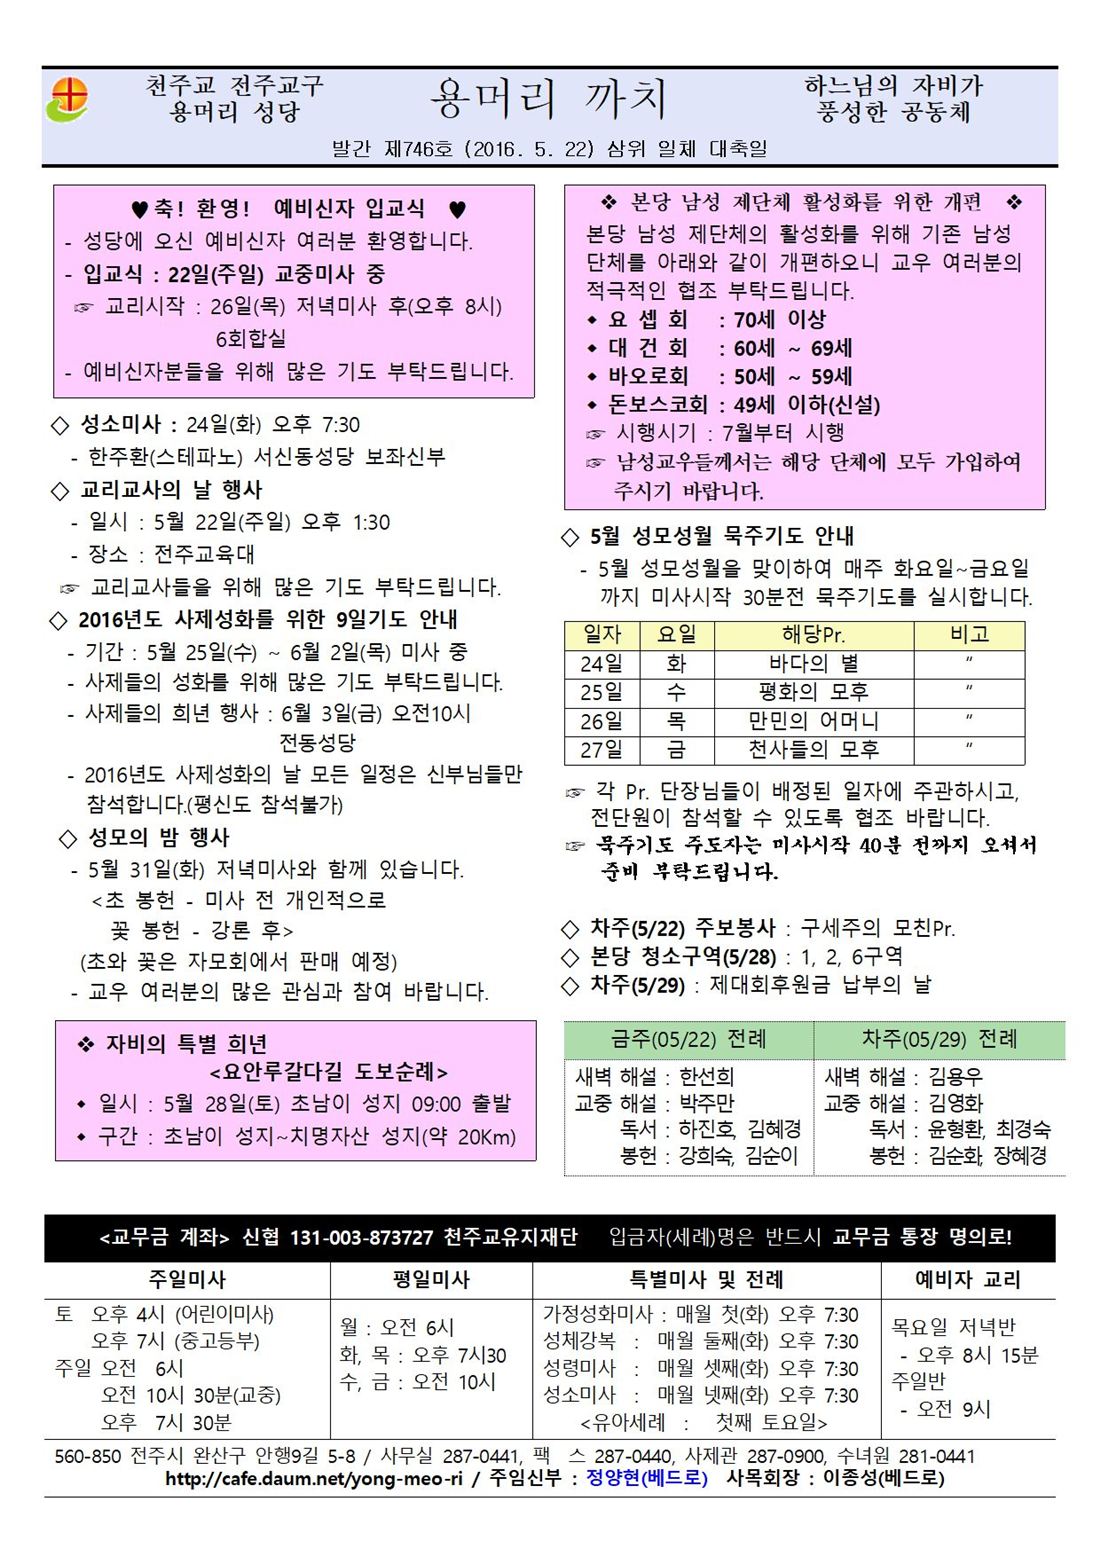 천주교 전주교구
용머리 성당
용머리 까치
하느님의 자비가
풍성한 공동체
발간 제746호 (2016. 5. 22) 삼위 일체 대축일
♥축! 환영! 예비신자 입교식 ♥
- 성당에 오신 예비신자 여러분 환영합니다.
- 입교식 : 22일(주일) 교중미사 중
☞ 교리시작 : 26일(목) 저녁미사 후(오후 8시)
6회합실
- 예비신자분들을 위해 많은 기도 부탁드립니다.
◇ 성소미사 : 24일(화) 오후 7:30
- 한주환(스테파노) 서신동성당 보좌신부
◇ 교리교사의 날 행사
- 일시 : 5월 22일(주일) 오후 1:30
- 장소 : 전주교육대
☞ 교리교사들을 위해 많은 기도 부탁드립니다.
◇ 2016년도 사제성화를 위한 9일기도 안내
- 기간 : 5월 25일(수) ~ 6월 2일(목) 미사 중
- 사제들의 성화를 위해 많은 기도 부탁드립니다.
- 사제들의 희년 행사 : 6월 3일(금) 오전10시
전동성당
- 2016년도 사제성화의 날 모든 일정은 신부님들만
참석합니다.(평신도 참석불가)
◇ 성모의 밤 행사
- 5월 31일(화) 저녁미사와 함께 있습니다.
<초 봉헌 - 미사 전 개인적으로
꽃 봉헌 - 강론 후>
(초와 꽃은 자모회에서 판매 예정)
- 교우 여러분의 많은 관심과 참여 바랍니다.
❖ 자비의 특별 희년
<요안루갈다길 도보순례>
◆ 일시 : 5월 28일(토) 초남이 성지 09:00 출발
◆ 구간 : 초남이 성지~치명자산 성지(약 20Km)
❖ 본당 남성 제단체 활성화를 위한 개편 ❖
본당 남성 제단체의 활성화를 위해 기존 남성
단체를 아래와 같이 개편하오니 교우 여러분의
적극적인 협조 부탁드립니다.
◆ 요 셉 회 : 70세 이상
◆ 대 건 회 : 60세 ~ 69세
◆ 바오로회 : 50세 ~ 59세
◆ 돈보스코회 : 49세 이하(신설)
☞ 시행시기 : 7월부터 시행
☞ 남성교우들께서는 해당 단체에 모두 가입하여
주시기 바랍니다.
◇ 5월 성모성월 묵주기도 안내
- 5월 성모성월을 맞이하여 매주 화요일~금요일
까지 미사시작 30분전 묵주기도를 실시합니다.
일자 요일 해당Pr. 비고
24일 화 바다의 별 〃
25일 수 평화의 모후 〃
26일 목 만민의 어머니 〃
27일 금 천사들의 모후 〃
☞ 각 Pr. 단장님들이 배정된 일자에 주관하시고,
전단원이 참석할 수 있도록 협조 바랍니다.
☞ 묵주기도 주도자는 미사시작 40분 전까지 오셔서
준비 부탁드립니다.
◇ 차주(5/22) 주보봉사 : 구세주의 모친Pr.
◇ 본당 청소구역(5/28) : 1, 2, 6구역
◇ 차주(5/29) : 제대회후원금 납부의 날
금주(05/22) 전례 차주(05/29) 전례
새벽 해설 : 한선희 새벽 해설 : 김용우
교중 해설 : 박주만 교중 해설 : 김영화
독서 : 하진호, 김혜경 독서 : 윤형환, 최경숙
봉헌 : 강희숙, 김순이 봉헌 : 김순화, 장혜경
<교무금 계좌> 신협 131-003-873727 천주교유지재단 입금자(세례)명은 반드시 교무금 통장 명의로!
주일미사 평일미사 특별미사 및 전례 예비자 교리
토 오후 4시 (어린이미사)
오후 7시 (중고등부)
주일 오전 6시
오전 10시 30분(교중)
오후 7시 30분
월 : 오전 6시
화, 목 : 오후 7시30
수, 금 : 오전 10시
가정성화미사 : 매월 첫(화) 오후 7:30
성체강복 : 매월 둘째(화) 오후 7:30
성령미사 : 매월 셋째(화) 오후 7:30
성소미사 : 매월 넷째(화) 오후 7:30
<유아세례 : 첫째 토요일>
목요일 저녁반
- 오후 8시 15분
주일반
- 오전 9시
560-850 전주시 완산구 안행9길 5-8 / 사무실 287-0441, 팩 스 287-0440, 사제관 287-0900, 수녀원 281-0441
http://cafe.daum.net/yong-meo-ri / 주임신부 : 정양현(베드로) 사목회장 : 이종성(베드로)